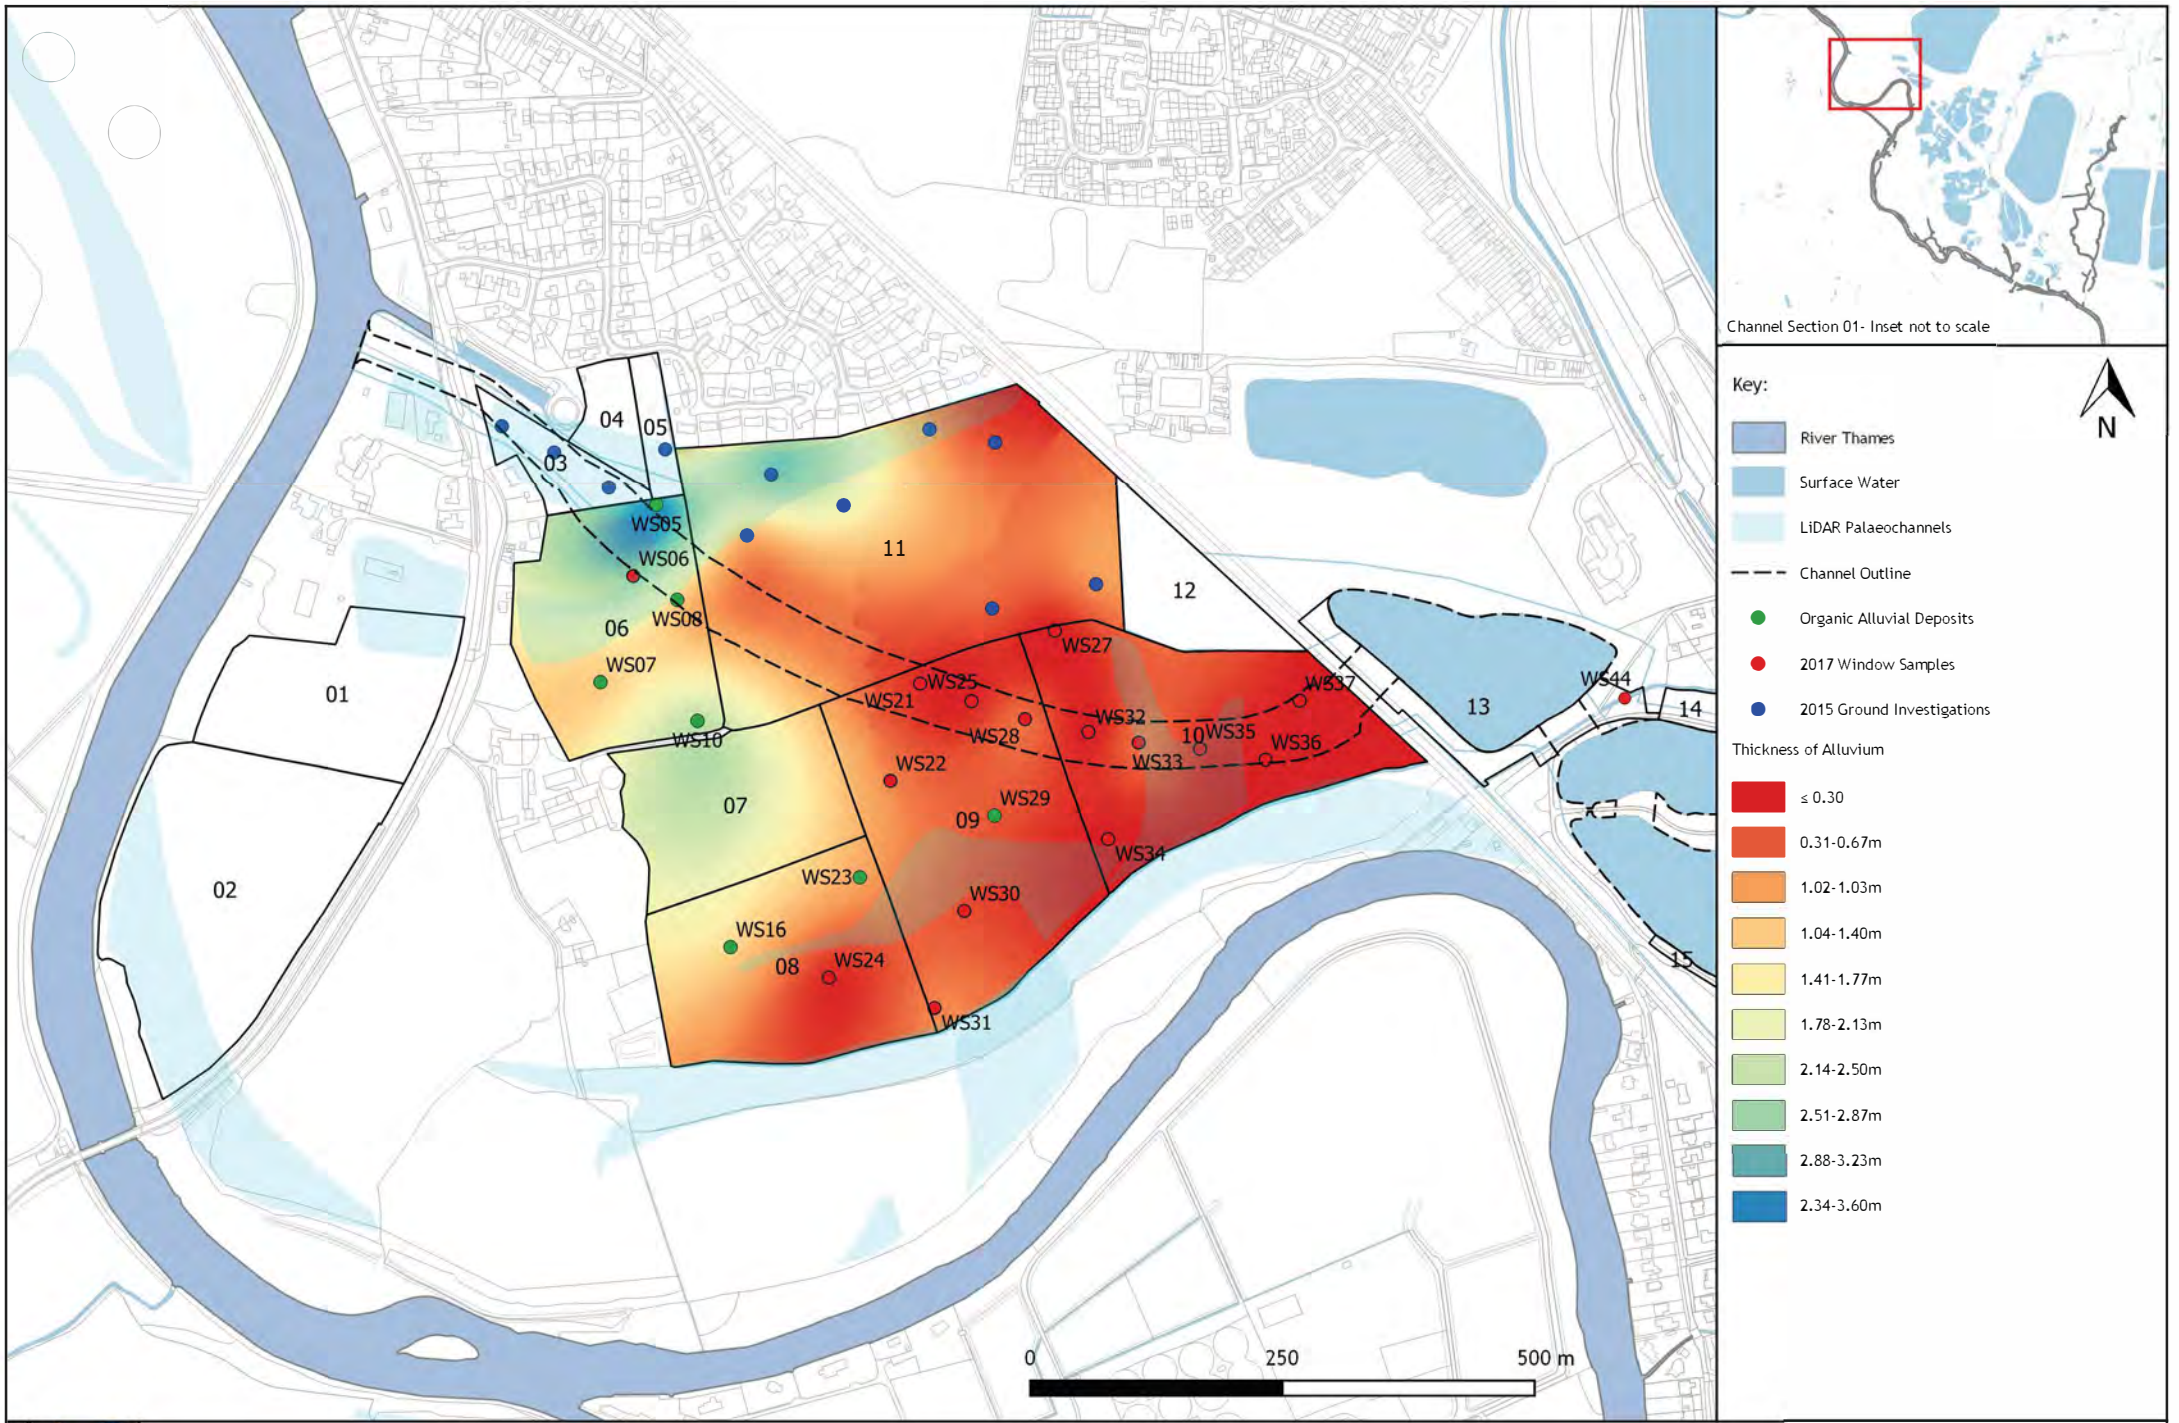 Channel Section 01- Inset not to scale
Key:
N
River Thames
Surface Water
LiDAR Palaeochannels
Channel Outline
Organic Alluvial Deposits
2017 Window Samples
2015 Ground Investigations
Thickness of Alluvium
≤ 0.30
0.31-0.67m
1.02-1.03m
1.04-1.40m
1.41-1.77m
1.78-2.13m
2.14-2.50m
2.51-2.87m
2.88-3.23m
2.34-3.60m
04
05
03
WS05
11
WS06
12
WS08
06
WS27
WS07
WS25
WS37
WS44
01
WS21
13
14
WS32
WS28
10
WS35
WS10
WS36
WS33
WS22
WS29
07
09
WS34
WS23
02
WS30
WS16
WS24
08
15
WS31
0
250
500 m